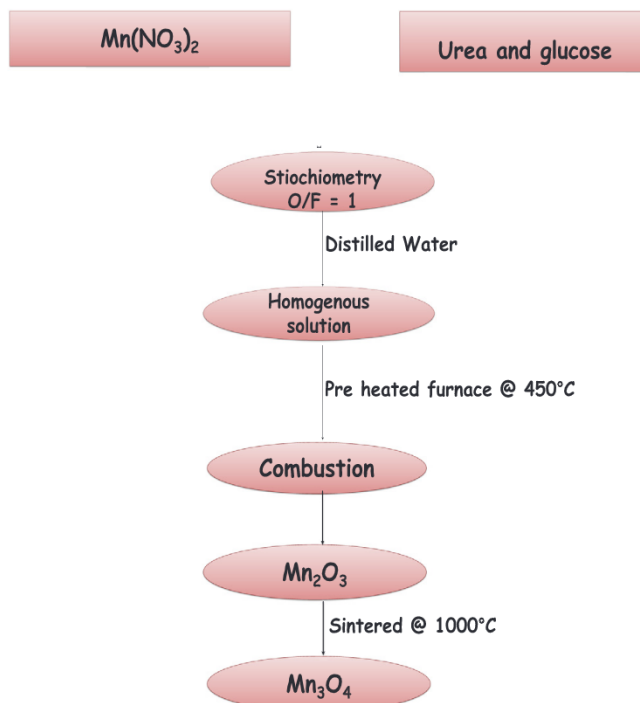 Mn(NO₃)₂
Urea and glucose
Stiochiometry
O/F = 1
Distilled Water
Homogenous
solution
Pre heated furnace @ 450°C
Combustion
Mn₂O₃
Sintered @ 1000°C
Mn₃O₄